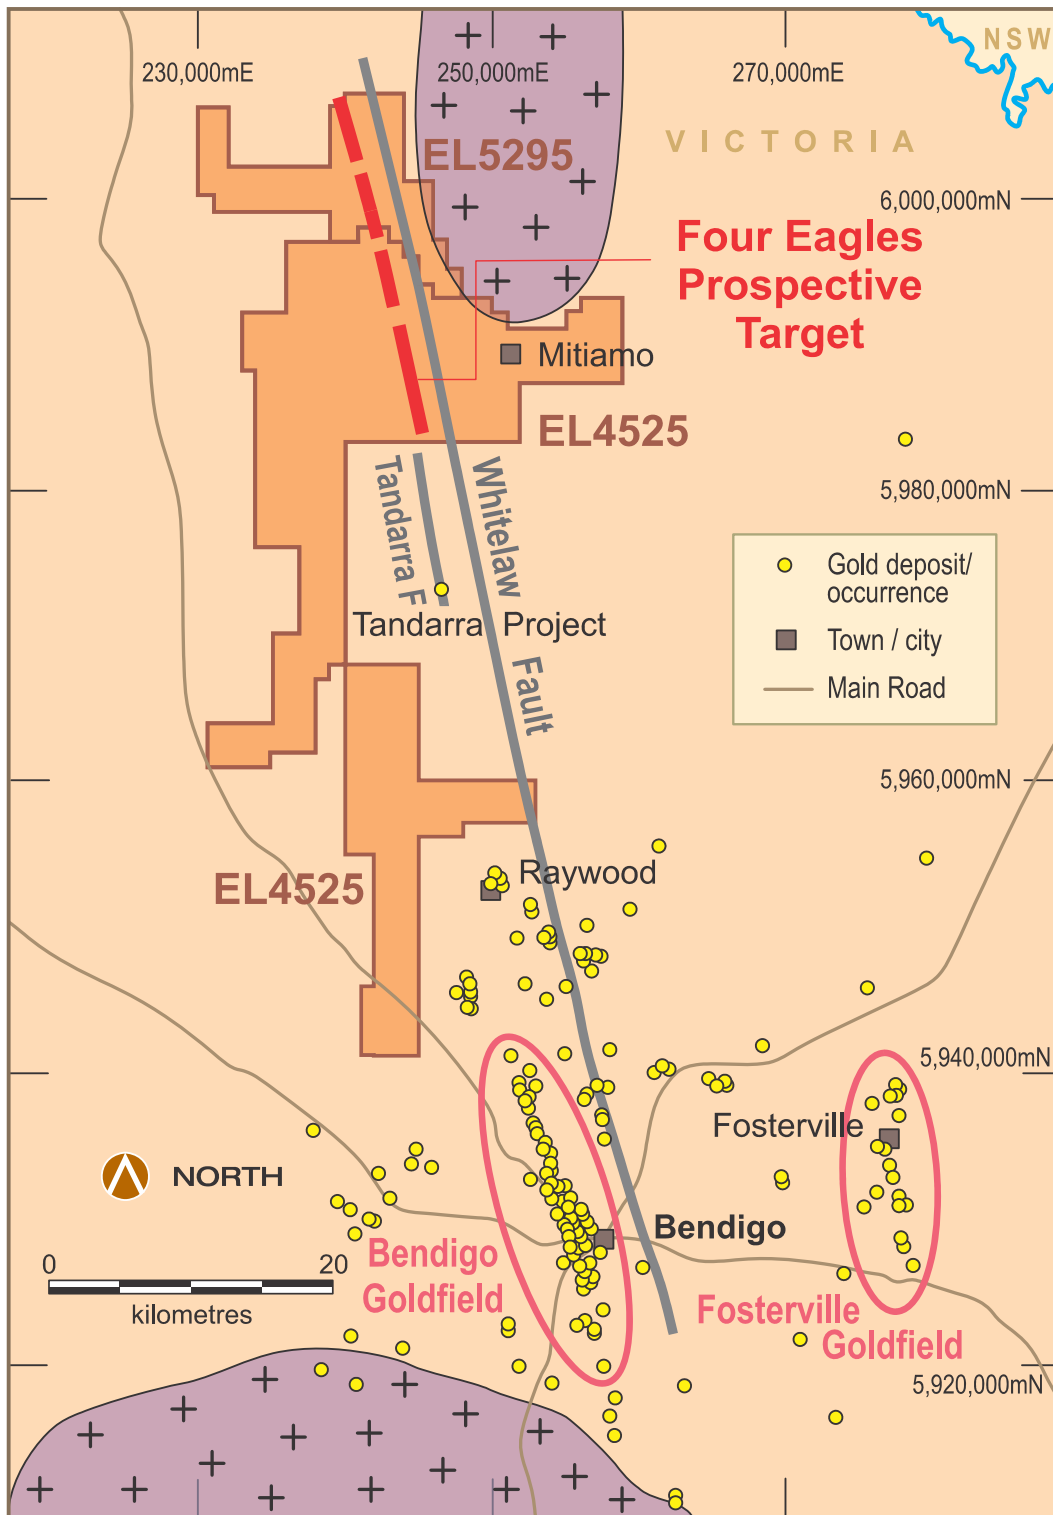 NSW
230,000mE
250,000mE
270,000mE
VICTORIA
EL5295
6,000,000mN
Four Eagles
Prospective
Target
Mitiamo
EL4525
Tandarra F
Whitelaw Fault
5,980,000mN
Gold deposit/
occurrence
Town / city
Main Road
Tandarra Project
5,960,000mN
Raywood
EL4525
5,940,000mN
Fosterville
NORTH
Bendigo
Bendigo
Goldfield
0
20
kilometres
Fosterville
Goldfield
5,920,000mN